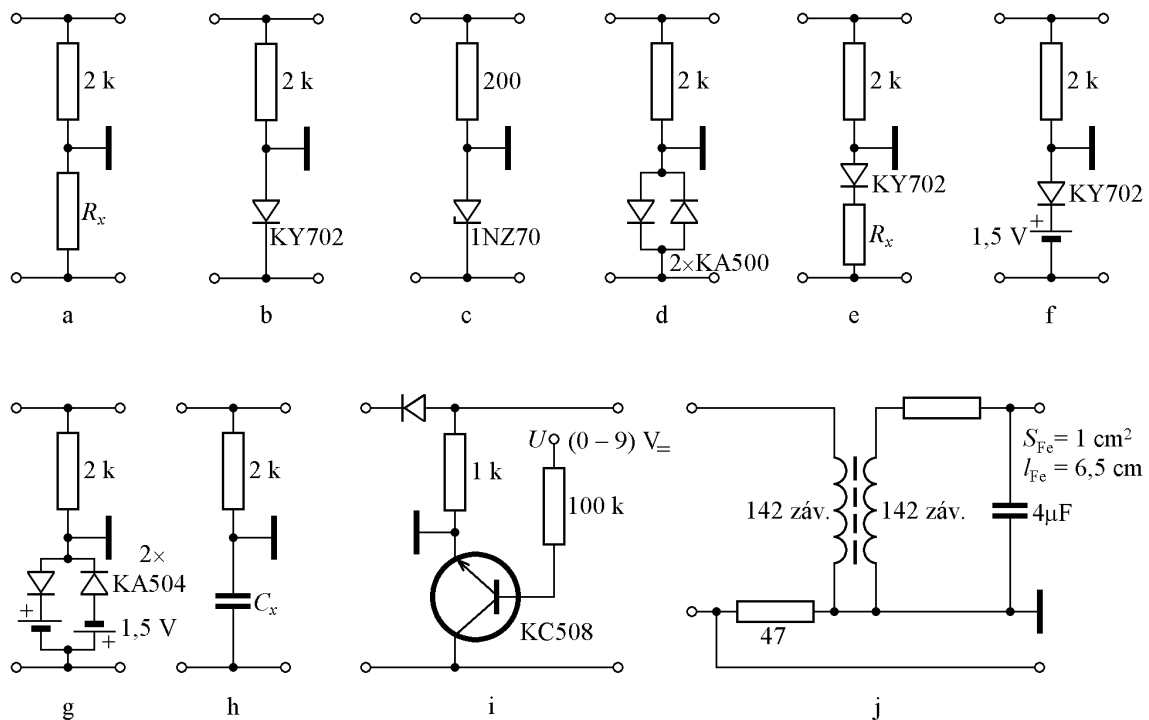 2 k
R_x
a
2 k
KY702
b
200
1NZ70
c
2 k
2×KA500
d
2 k
KY702
R_x
e
2 k
KY702
+
1,5 V
f
2 k
2×
KA504
+
1,5 V
+
g
2 k
C_x
h
U (0 – 9) V=
1 k
100 k
KC508
i
S_Fe = 1 cm²
l_Fe = 6,5 cm
142 záv. 142 záv. 4μF
47
j